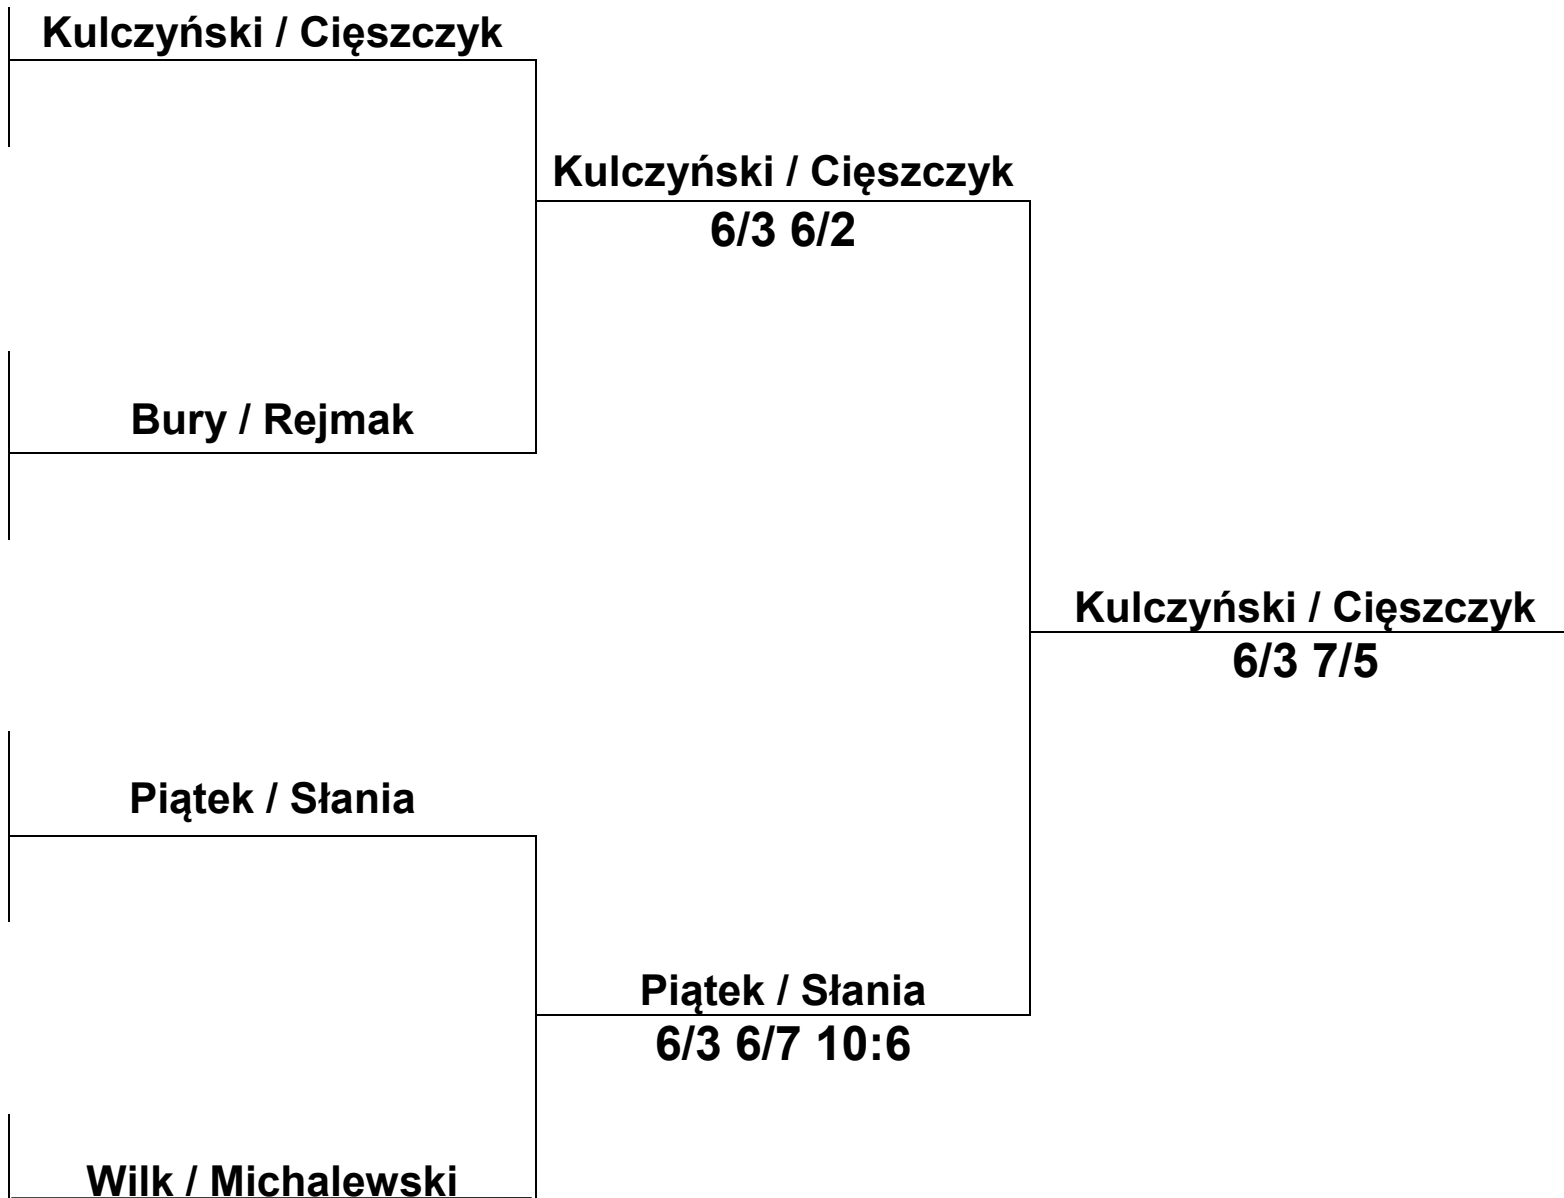 Kulczyński / Cięszczyk
Kulczyński / Cięszczyk
6/3 6/2
Bury / Rejmak
Kulczyński / Cięszczyk
6/3 7/5
Piątek / Słania
Piątek / Słania
6/3 6/7 10:6
Wilk / Michalewski